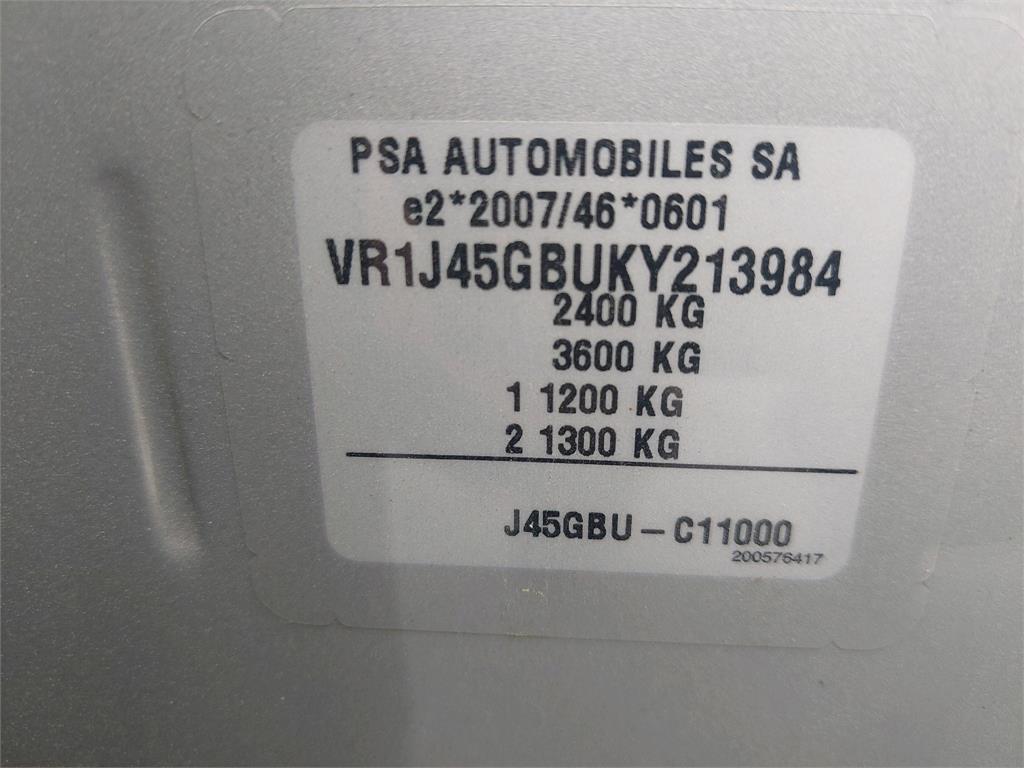 PSA AUTOMOBILES SA
e2*2007/46*0601
VR1J45GBUKY213984
2400 KG
3600 KG
1 1200 KG
2 1300 KG
J45GBU - C11000
200576417